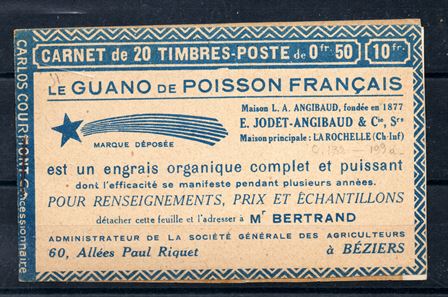 CARNET de 20 TIMBRES-POSTE de 0fr.50 10fr.
LE GUANO DE POISSON FRANÇAIS
Maison L. A. ANGIBAUD, fondée en 1877
E. JODET-ANGIBAUD & Cie, Srs
Maison principale: LA ROCHELLE (Ch-Inf)
MARQUE DÉPOSÉE
est un engrais organique complet et puissant
dont l'efficacité se manifeste pendant plusieurs années.
POUR RENSEIGNEMENTS, PRIX ET ÉCHANTILLONS
détacher cette feuille et l'adresser à Mr BERTRAND
ADMINISTRATEUR DE LA SOCIÉTÉ GÉNÉRALE DES AGRICULTEURS
60, Allées Paul Riquet à BÉZIERS
CARLOS COURMONT